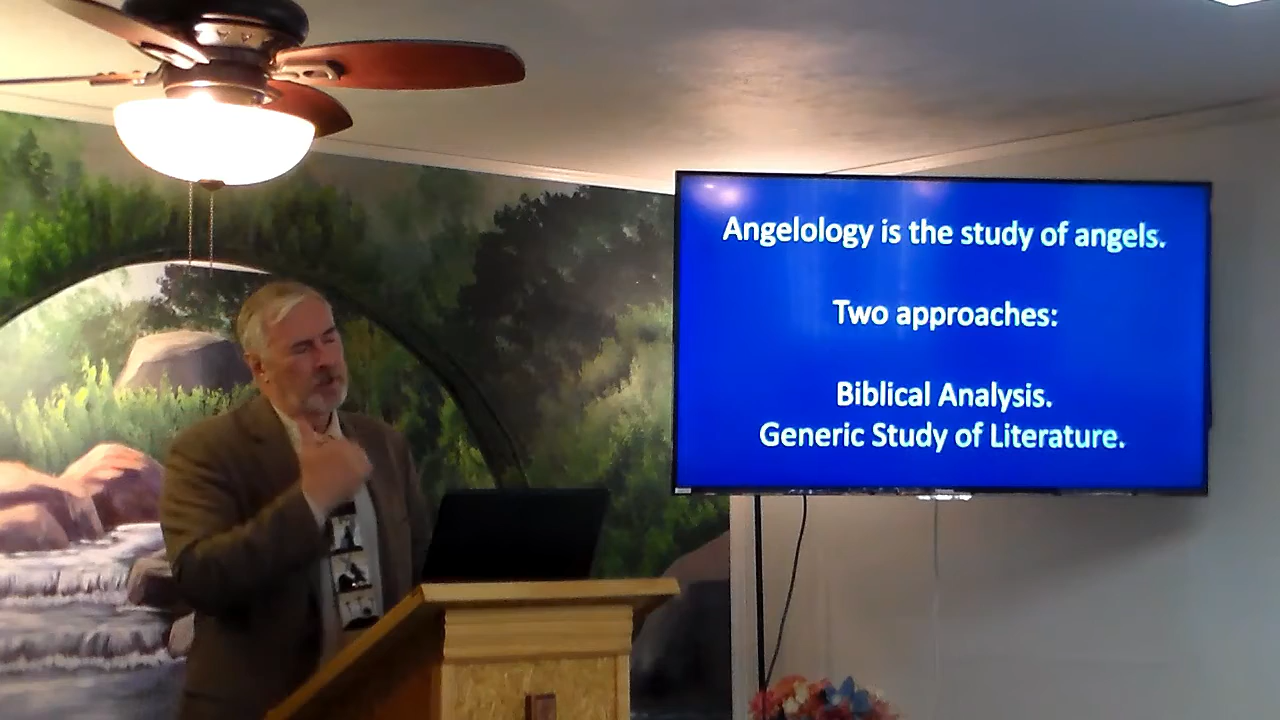 Angelology is the study of angels.
Two approaches:
Biblical Analysis.
Generic Study of Literature.